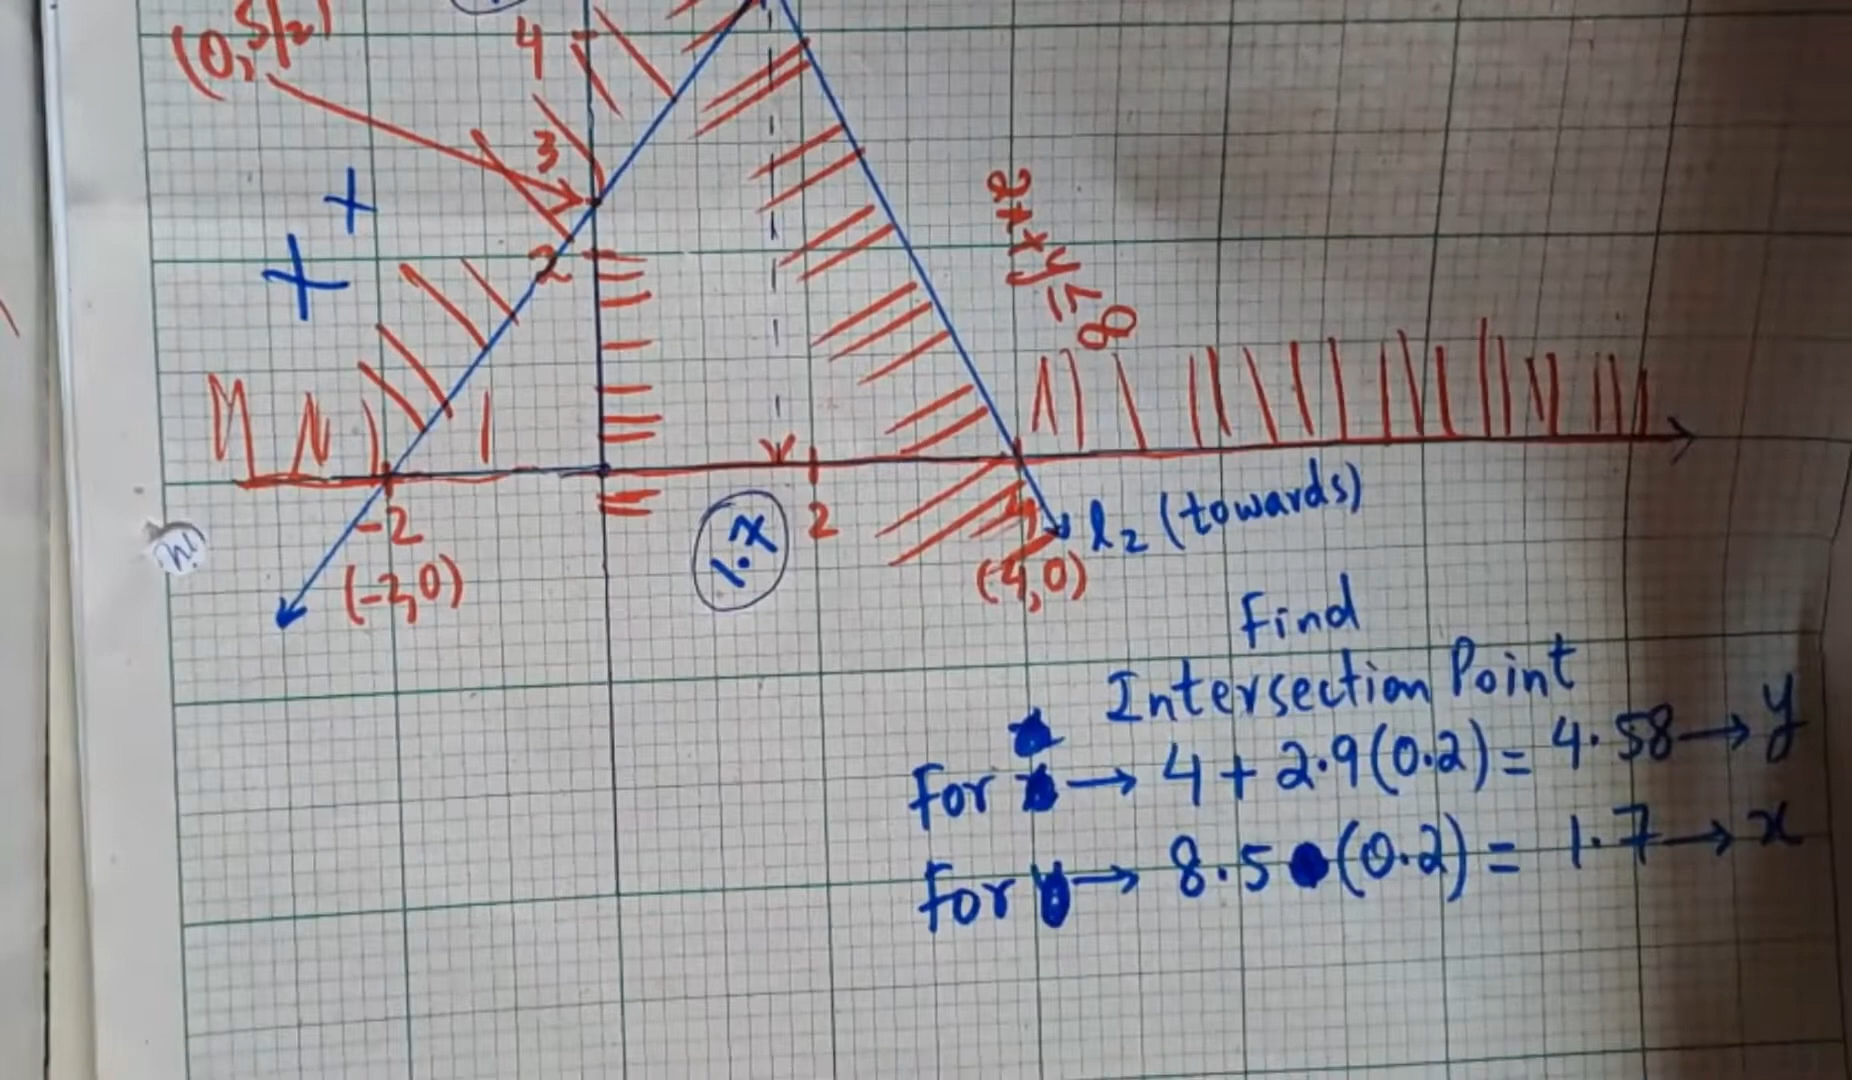 (0, 5/2)
4
3
2
2x+y≤8
-2
(-2,0)
1.x
2
4
(4,0)
l₂ (towards)
Find
Intersection Point
For → 4 + 2.9(0.2) = 4.58 → y
For y → 8.5 (0.2) = 1.7 → x